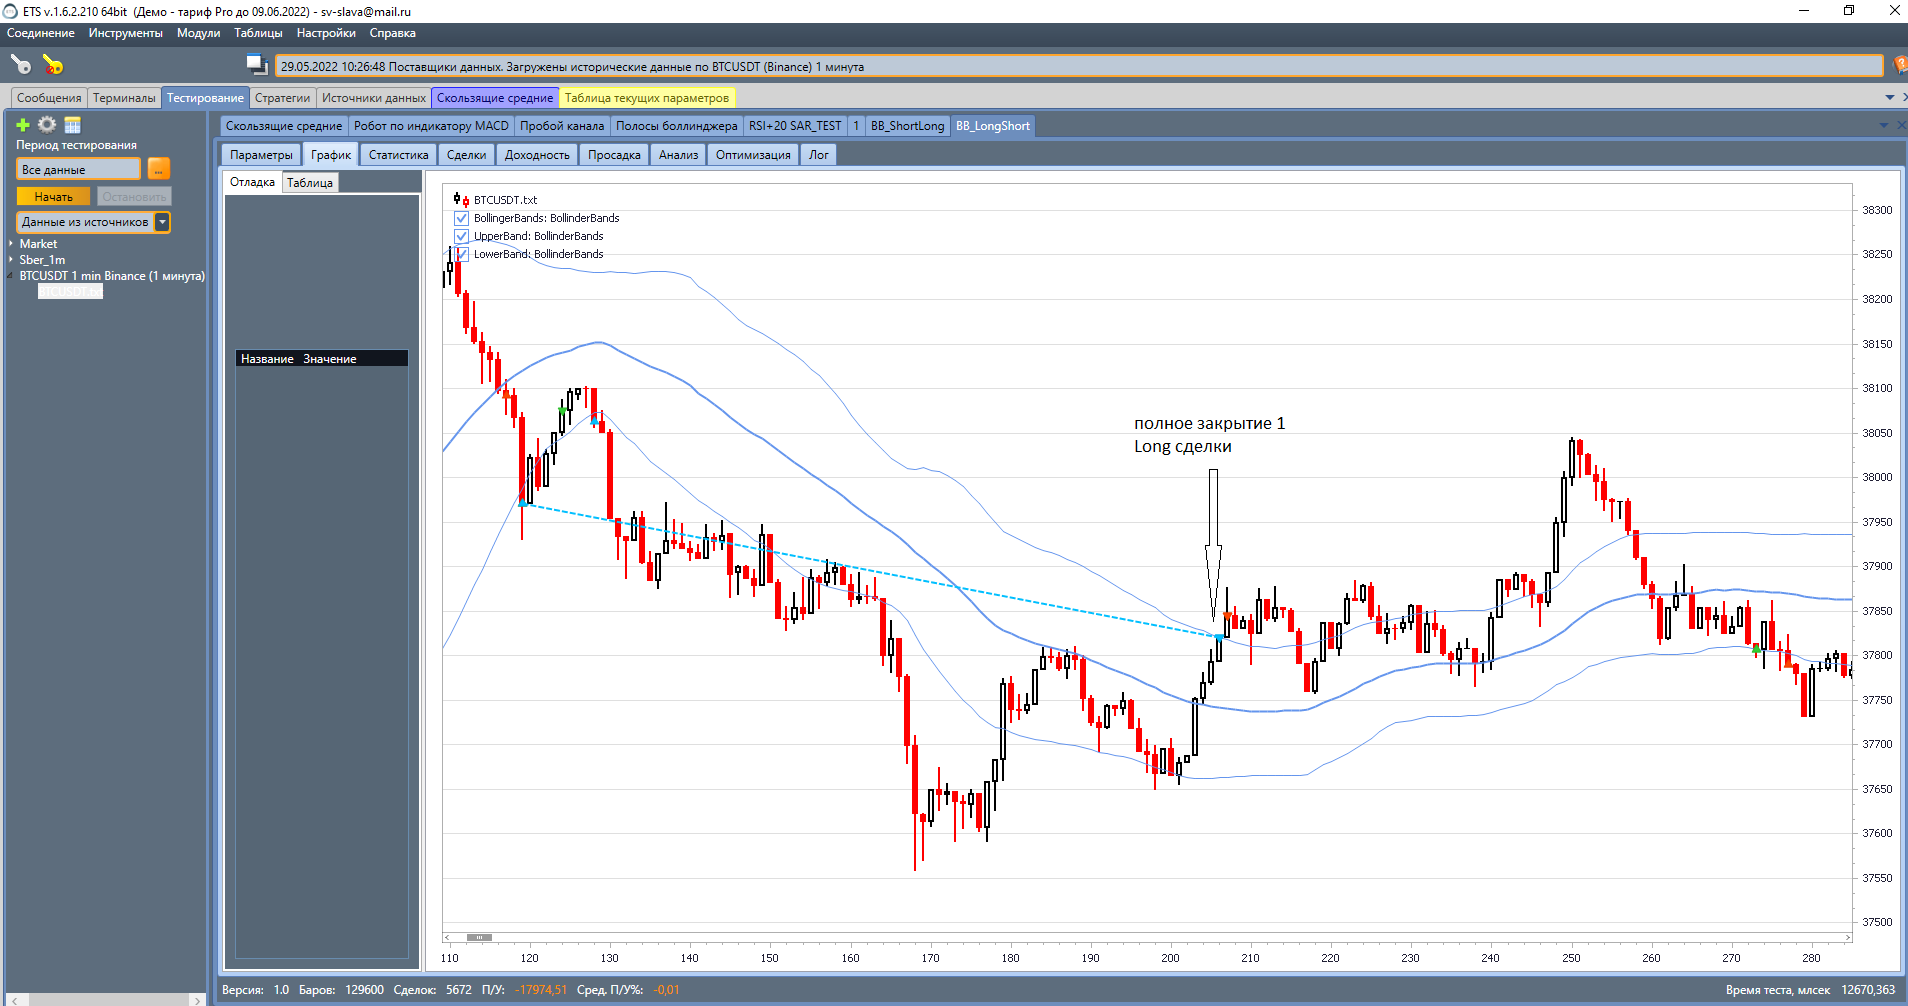 ETS v.1.6.2.210 64bit (Демо - тариф Pro до 09.06.2022) - sv-slava@mail.ru
Соединение Инструменты Модули Таблицы Настройки Справка
29.05.2022 10:26:48 Поставщики данных. Загружены исторические данные по BTCUSDT (Binance) 1 минута
Сообщения Терминалы Тестирование Стратегии Источники данных Скользящие средние Таблица текущих параметров
Скользящие средние Робот по индикатору MACD Пробой канала Полосы боллинджера RSI+20 SAR_TEST 1 BB_ShortLong BB_LongShort
Параметры График Статистика Сделки Доходность Просадка Анализ Оптимизация Лог
Период тестирования
Все данные ...
Начать Остановить
Данные из источников
Market
Sber_1m
BTCUSDT 1 min Binance (1 минута)
BTCUSDT.txt
Отладка Таблица
Название Значение
BTCUSDT.txt
BollingerBands: BollinderBands
UpperBand: BollinderBands
LowerBand: BollinderBands
полное закрытие 1
Long сделки
38300
38250
38200
38150
38100
38050
38000
37950
37900
37850
37800
37750
37700
37650
37600
37550
37500
110 120 130 140 150 160 170 180 190 200 210 220 230 240 250 260 270 280
Версия: 1.0 Баров: 129600 Сделок: 5672 П/У: -17974,51 Сред. П/У%: -0,01 Время теста, млсек 12670,363